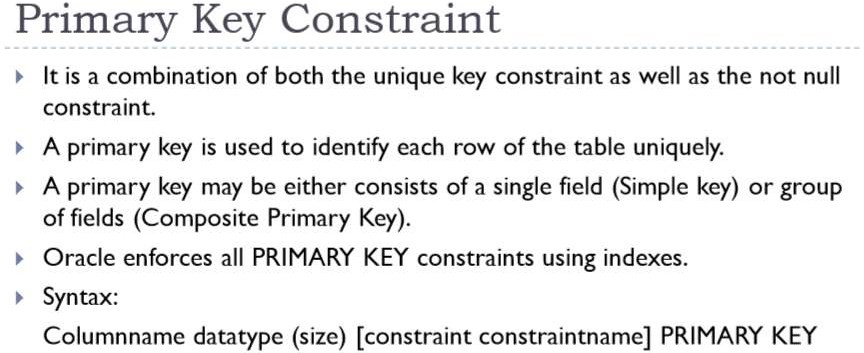 Primary Key Constraint
It is a combination of both the unique key constraint as well as the not null
constraint.
A primary key is used to identify each row of the table uniquely.
A primary key may be either consists of a single field (Simple key) or group
of fields (Composite Primary Key).
Oracle enforces all PRIMARY KEY constraints using indexes.
Syntax:
Columnname datatype (size) [constraint constraintname] PRIMARY KEY